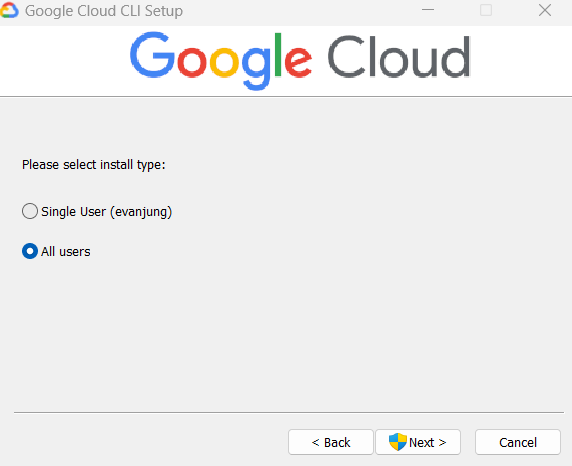 Google Cloud CLI Setup
Google Cloud
Please select install type:
Single User (evanjung)
All users
< Back
Next >
Cancel